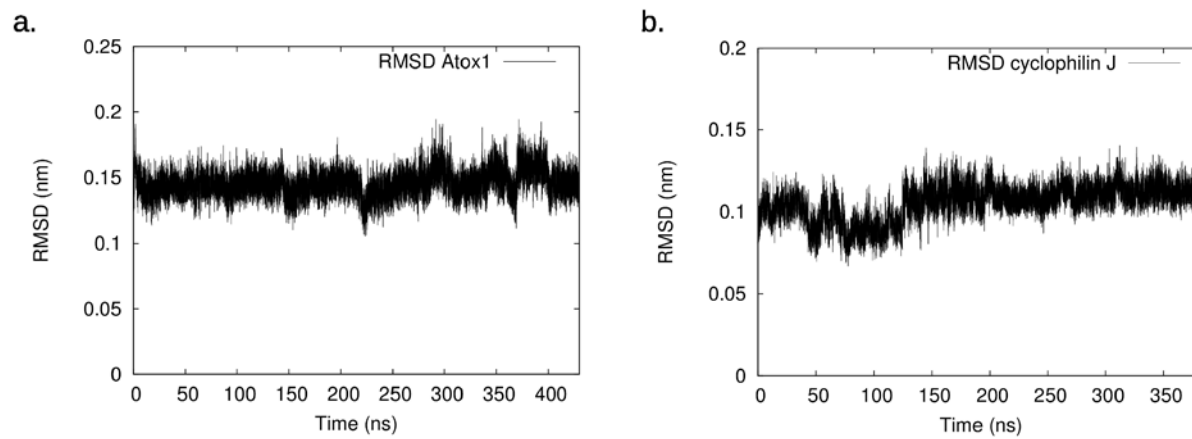 a.
0.25
0.2
0.15
0.1
0.05
0
RMSD (nm)
RMSD Atox1
0 50 100 150 200 250 300 350 400
Time (ns)
b.
0.2
0.15
0.1
0.05
0
RMSD (nm)
RMSD cyclophilin J
0 50 100 150 200 250 300 350
Time (ns)